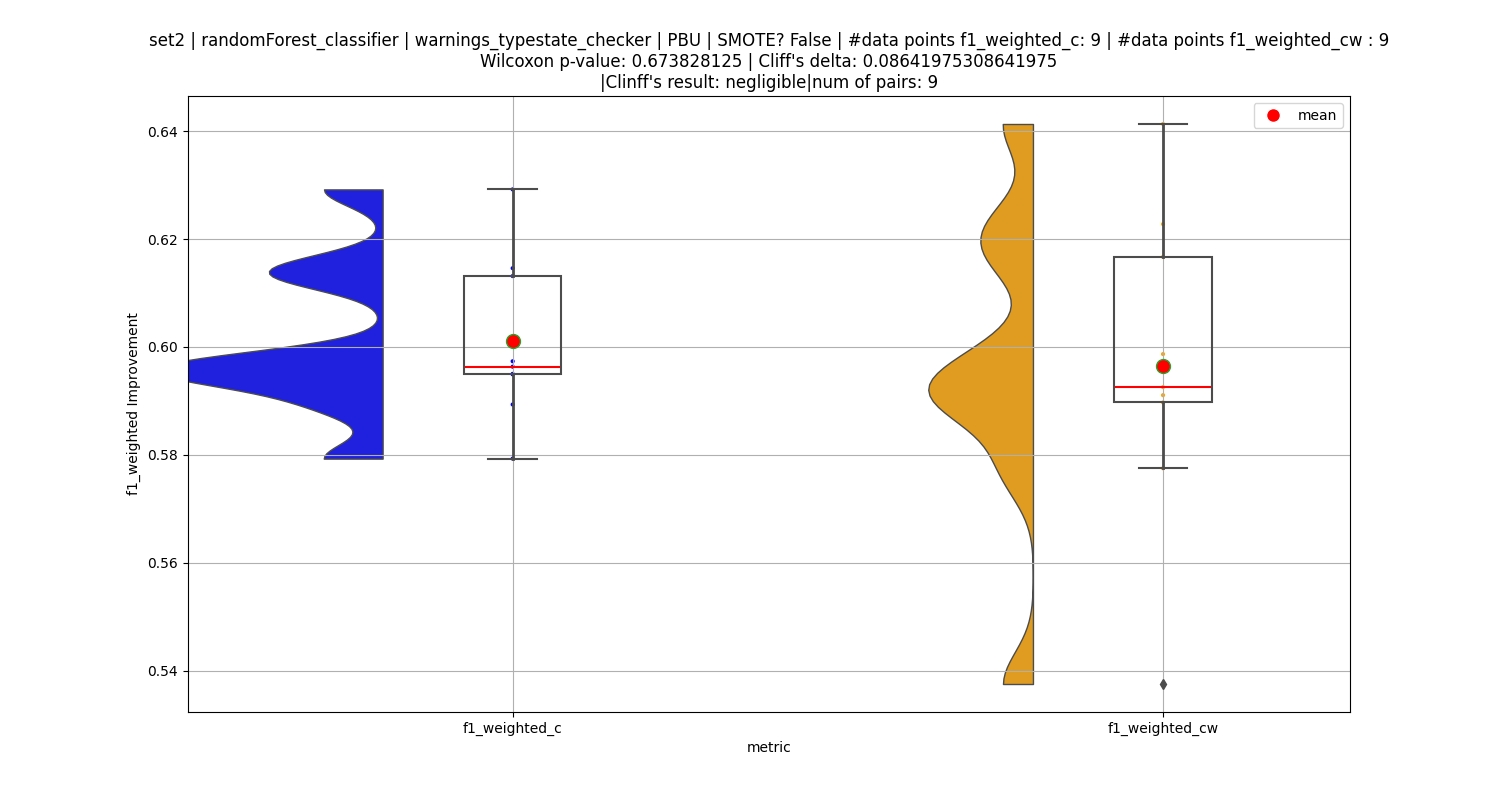 set2 | randomForest_classifier | warnings_typestate_checker | PBU | SMOTE? False | #data points f1_weighted_c: 9 | #data points f1_weighted_cw : 9
Wilcoxon p-value: 0.673828125 | Cliff's delta: 0.08641975308641975
|Clinff's result: negligible|num of pairs: 9
mean
0.64
0.62
0.60
0.58
0.56
0.54
f1_weighted Improvement
f1_weighted_c
f1_weighted_cw
metric